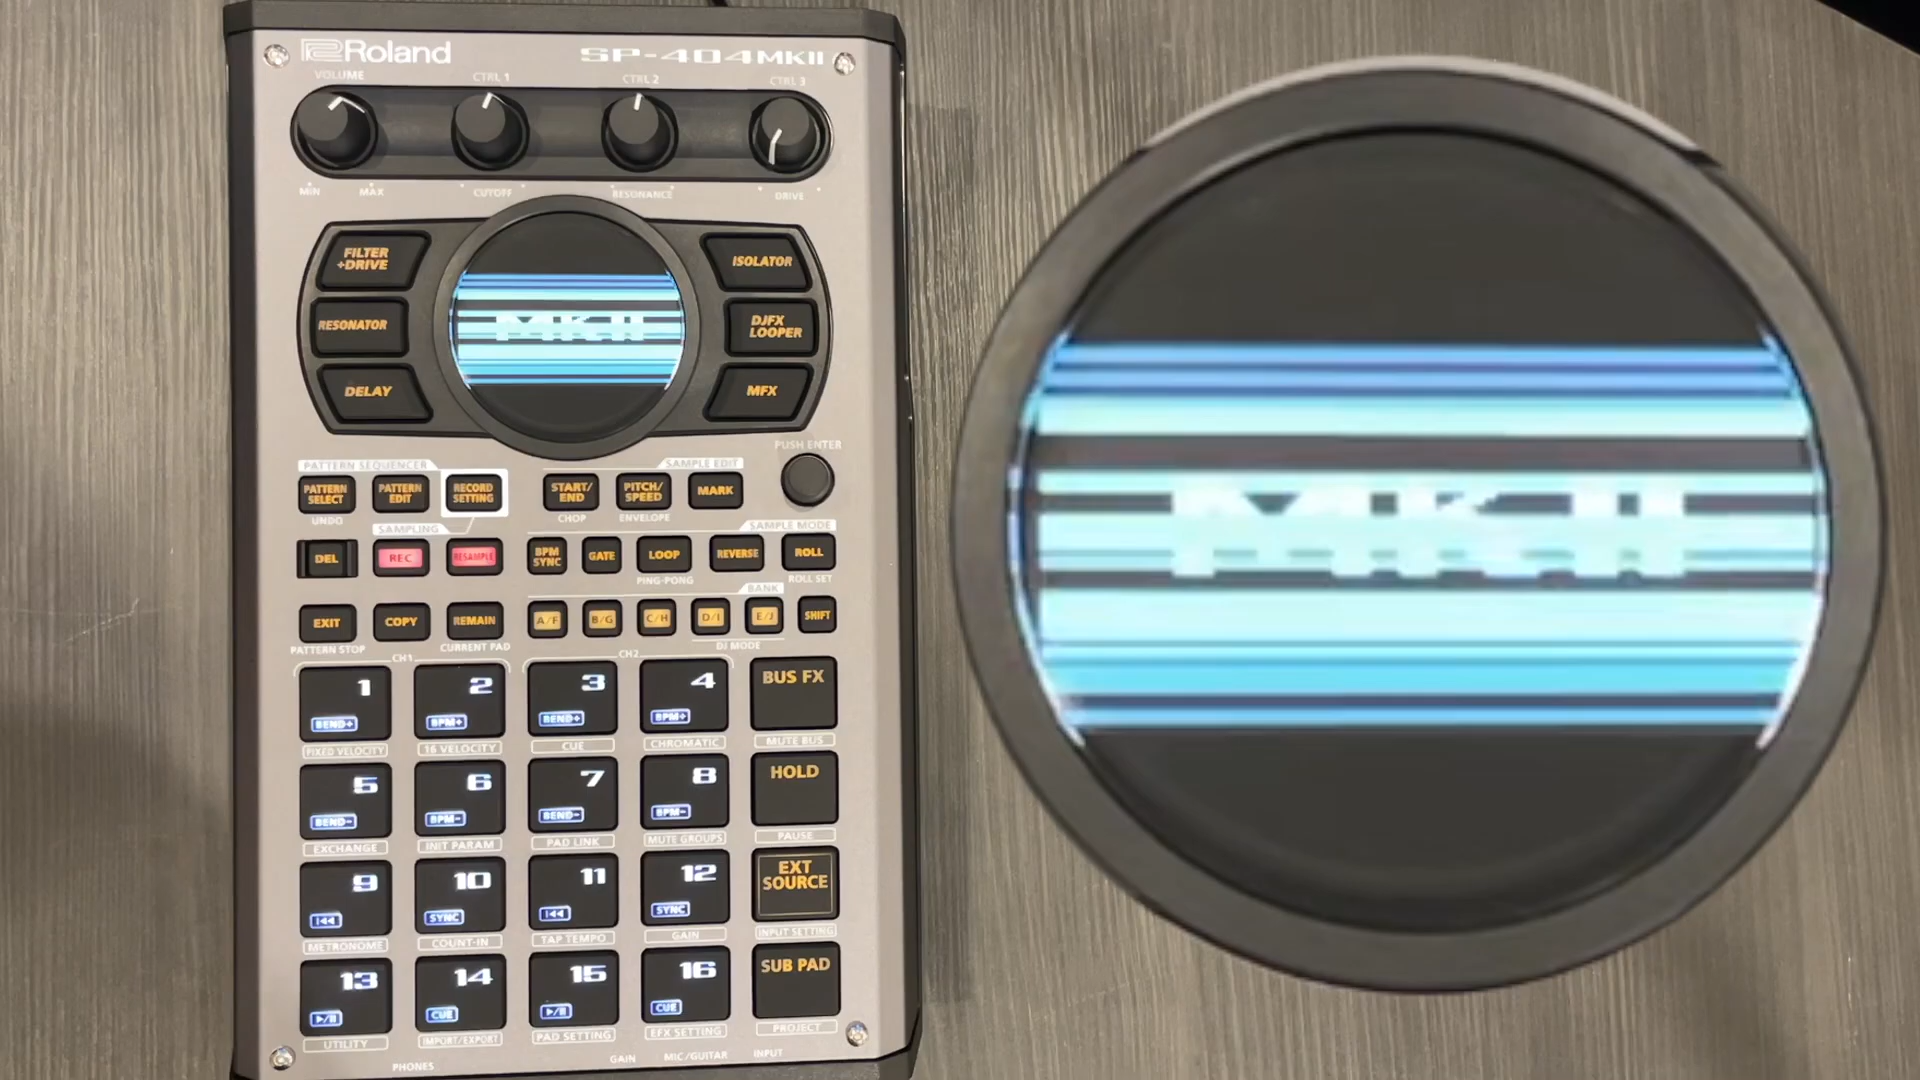 Roland SP-404MKII
VOLUME CTRL 1 CTRL 2 CTRL 3
MIN MAX CUTOFF RESONANCE DRIVE
FILTER
+DRIVE
ISOLATOR
RESONATOR
DJFX
LOOPER
DELAY
MFX
MKII
MKII
PUSH ENTER
PATTERN SEQUENCER SAMPLE EDIT
PATTERN
SELECT
PATTERN
EDIT
RECORD
SETTING
START/
END
PITCH/
SPEED
MARK
UNDO CHOP ENVELOPE
SAMPLING SAMPLE MODE
DEL REC RESAMPLE
BPM
SYNC
GATE LOOP REVERSE ROLL
PING-PONG ROLL SET
BANK
EXIT COPY REMAIN A/F B/G C/H D/I E/J SHIFT
PATTERN STOP CURRENT PAD DJ MODE
CH1 CH2
1 2 3 4 BUS FX
BEND+ BPM+ BEND+ BPM+
FIXED VELOCITY 16 VELOCITY CUE CHROMATIC MUTE BUS
5 6 7 8 HOLD
BEND- BPM- BEND- BPM-
EXCHANGE INIT PARAM PAD LINK MUTE GROUPS PAUSE
9 10 11 12 EXT
SOURCE
SYNC SYNC
METRONOME COUNT-IN TAP TEMPO GAIN INPUT SETTING
13 14 15 16 SUB PAD
CUE CUE
UTILITY IMPORT/EXPORT PAD SETTING EFX SETTING PROJECT
PHONES GAIN MIC/GUITAR INPUT